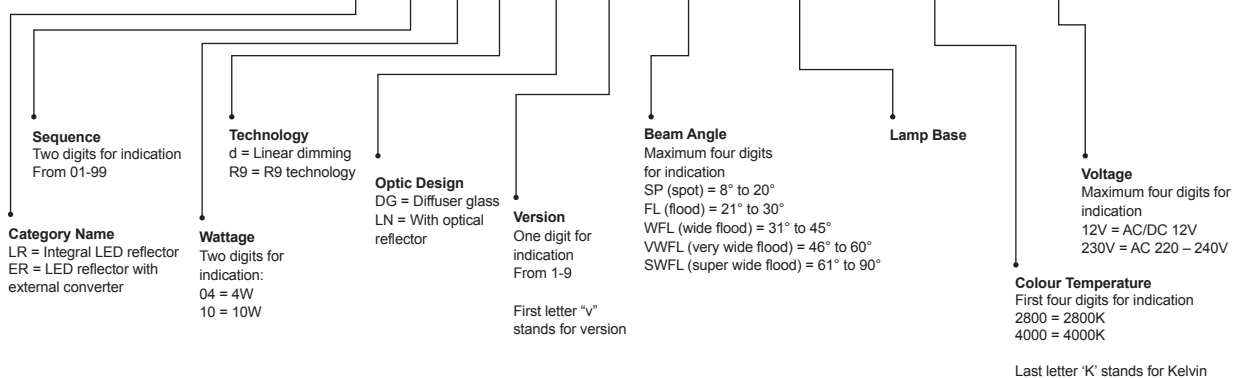 Sequence
Two digits for indication
From 01-99
Technology
d = Linear dimming
R9 = R9 technology
Beam Angle
Maximum four digits
for indication
SP (spot) = 8° to 20°
FL (flood) = 21° to 30°
WFL (wide flood) = 31° to 45°
VWFL (very wide flood) = 46° to 60°
SWFL (super wide flood) = 61° to 90°
Lamp Base
Optic Design
DG = Diffuser glass
LN = With optical
reflector
Voltage
Maximum four digits for
indication
12V = AC/DC 12V
230V = AC 220 – 240V
Category Name
LR = Integral LED reflector
ER = LED reflector with
external converter
Wattage
Two digits for
indication:
04 = 4W
10 = 10W
Version
One digit for
indication
From 1-9
First letter “v”
stands for version
Colour Temperature
First four digits for indication
2800 = 2800K
4000 = 4000K
Last letter ‘K’ stands for Kelvin